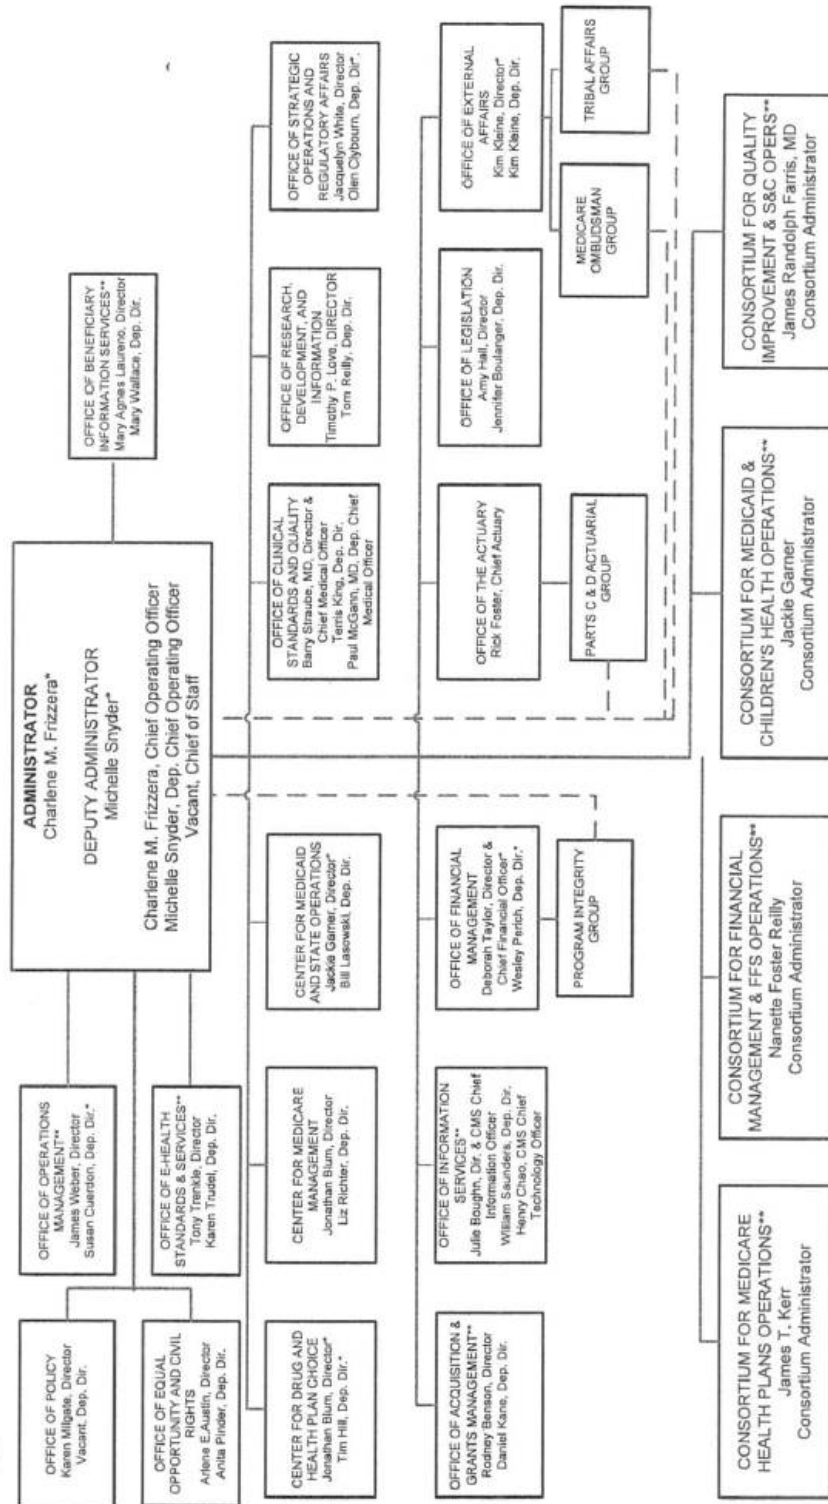 ADMINISTRATOR
Charlene M. Frizzera*
DEPUTY ADMINISTRATOR
Michelle Snyder*
Charlene M. Frizzera, Chief Operating Officer
Michelle Snyder, Dep. Chief Operating Officer
Vacant, Chief of Staff
OFFICE OF POLICY
Karen Milgate, Director
Vacant, Dep. Dir.
OFFICE OF OPERATIONS
MANAGEMENT**
James Weber, Director
Susan Cuerdon, Dep. Dir.*
OFFICE OF BENEFICIARY
INFORMATION SERVICES**
Mary Agnes Laureno, Director
Mary Wallace, Dep. Dir.
OFFICE OF EQUAL
OPPORTUNITY AND CIVIL
RIGHTS
Arlene E.Austin, Director
Anita Pinder, Dep. Dir.
OFFICE OF E-HEALTH
STANDARDS & SERVICES**
Tony Trenkle, Director
Karen Trudel, Dep. Dir.
CENTER FOR DRUG AND
HEALTH PLAN CHOICE
Jonathan Blum, Director*
Tim Hill, Dep. Dir.*
CENTER FOR MEDICARE
MANAGEMENT
Jonathan Blum, Director
Liz Richter, Dep. Dir.
CENTER FOR MEDICAID
AND STATE OPERATIONS
Jackie Garner, Director*
Bill Lasowski, Dep. Dir.
OFFICE OF CLINICAL
STANDARDS AND QUALITY
Barry Straube, MD, Director &
Chief Medical Officer
Terris King, Dep. Dir.
Paul McGann, MD, Dep. Chief
Medical Officer
OFFICE OF RESEARCH,
DEVELOPMENT, AND
INFORMATION
Timothy P. Love, DIRECTOR
Tom Reilly, Dep. Dir.
OFFICE OF STRATEGIC
OPERATIONS AND
REGULATORY AFFAIRS
Jacquelyn White, Director
Olen Clybourn, Dep. Dir*.
OFFICE OF ACQUISITION &
GRANTS MANAGEMENT**
Rodney Benson, Director
Daniel Kane, Dep. Dir.
OFFICE OF INFORMATION
SERVICES**
Julie Boughn, Dir. & CMS Chief
Information Officer
William Saunders, Dep. Dir.
Henry Chao, CMS Chief
Technology Officer
OFFICE OF FINANCIAL
MANAGEMENT
Deborah Taylor, Director &
Chief Financial Officer*
Wesley Perich, Dep. Dir.*
OFFICE OF THE ACTUARY
Rick Foster, Chief Actuary
OFFICE OF LEGISLATION
Amy Hall, Director
Jennifer Boulanger, Dep. Dir.
OFFICE OF EXTERNAL
AFFAIRS
Kim Kleine, Director*
Kim Kleine, Dep. Dir.
PROGRAM INTEGRITY
GROUP
PARTS C & D ACTUARIAL
GROUP
MEDICARE
OMBUDSMAN
GROUP
TRIBAL AFFAIRS
GROUP
CONSORTIUM FOR MEDICARE
HEALTH PLANS OPERATIONS**
James T. Kerr
Consortium Administrator
CONSORTIUM FOR FINANCIAL
MANAGEMENT & FFS OPERATIONS**
Nanette Foster Reilly
Consortium Administrator
CONSORTIUM FOR MEDICAID &
CHILDREN'S HEALTH OPERATIONS**
Jackie Garner
Consortium Administrator
CONSORTIUM FOR QUALITY
IMPROVEMENT & S&C OPERS**
James Randolph Farris, MD
Consortium Administrator